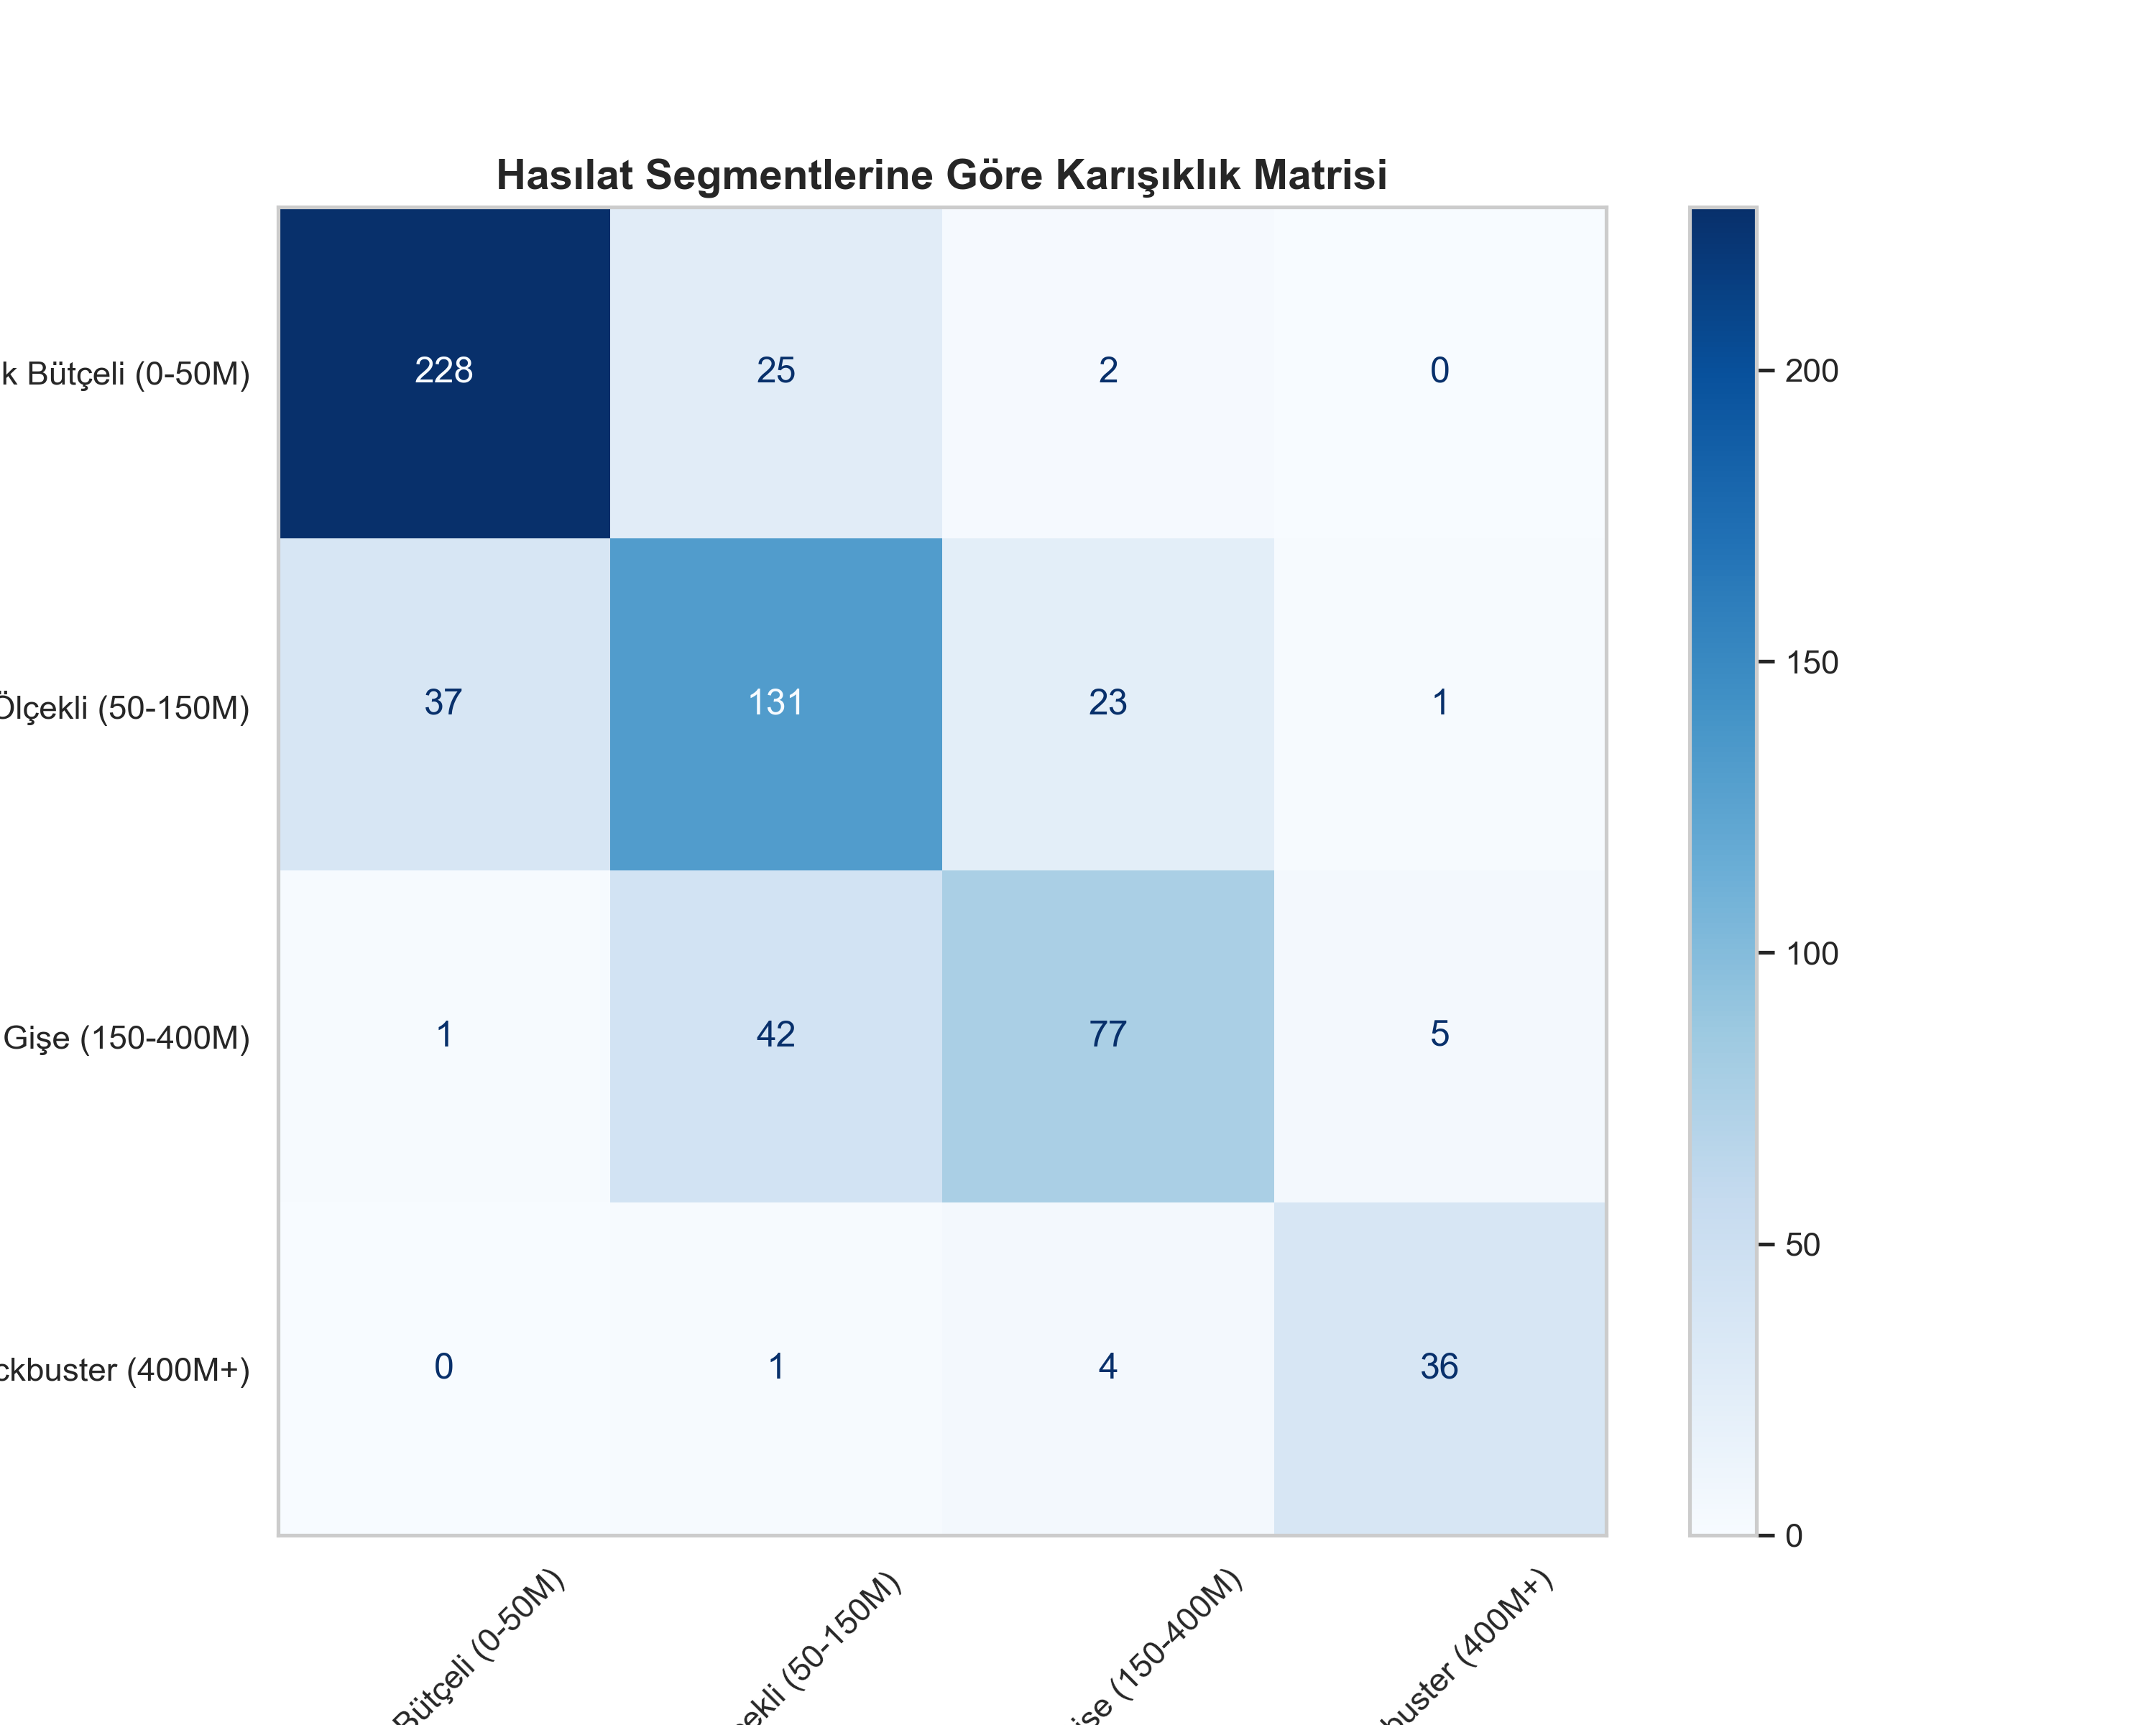 Hasılat Segmentlerine Göre Karışıklık Matrisi
k Bütçeli (0-50M) 228 25 2 0
Ölçekli (50-150M) 37 131 23 1
Gişe (150-400M) 1 42 77 5
ckbuster (400M+) 0 1 4 36
200
150
100
50
0
Bütçeli (0-50M)
ekli (50-150M)
işe (150-400M)
buster (400M+)